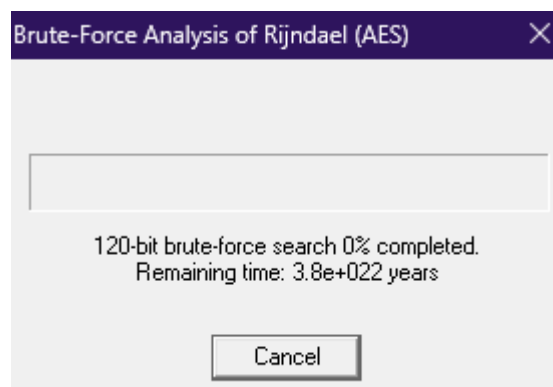 Brute-Force Analysis of Rijndael (AES)
120-bit brute-force search 0% completed.
Remaining time: 3.8e+022 years
Cancel